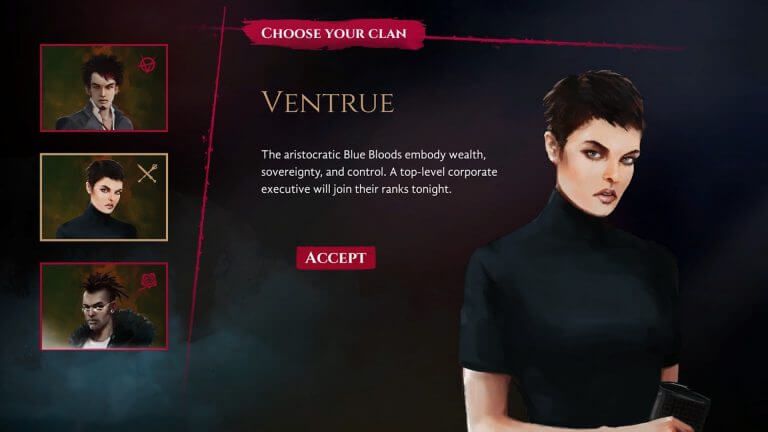 Choose your clan
Ventrue
The aristocratic Blue Bloods embody wealth,
sovereignty, and control. A top-level corporate
executive will join their ranks tonight.
Accept